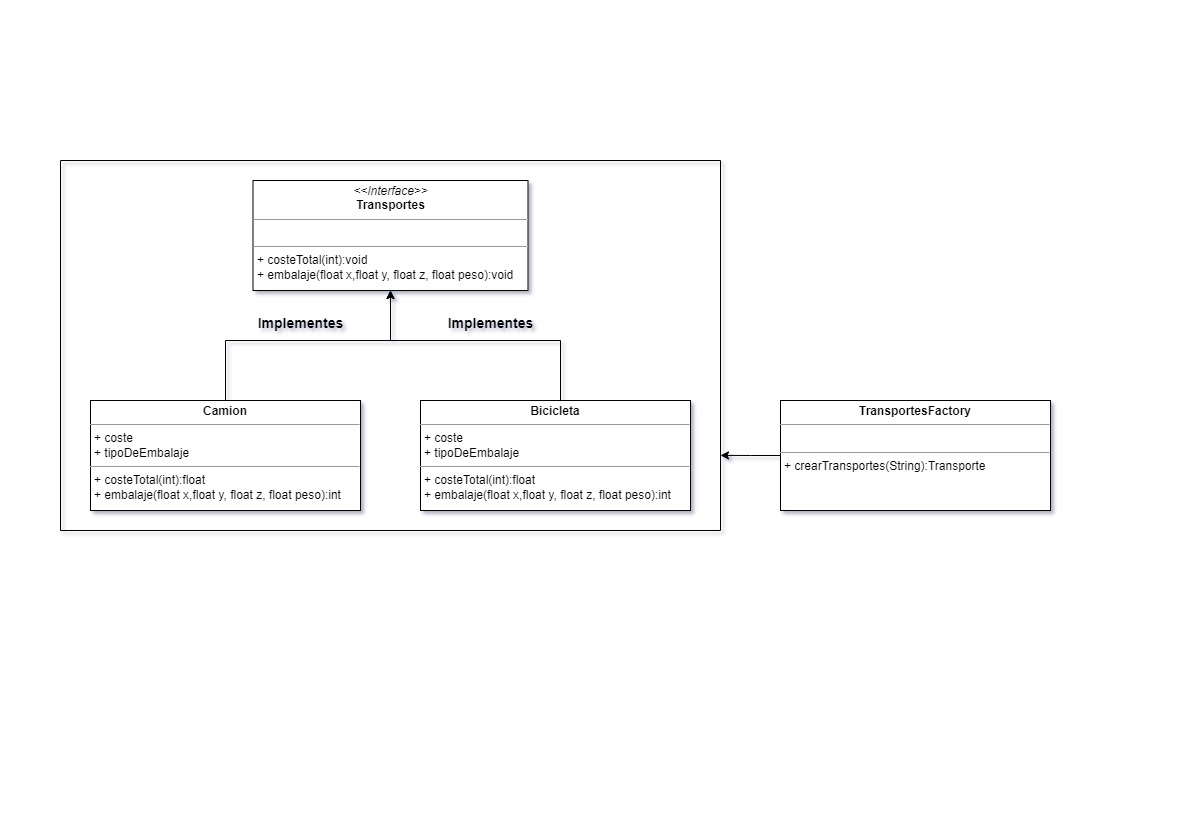 <<Interface>>
Transportes
+ costeTotal(int):void
+ embalaje(float x,float y, float z, float peso):void
Implementes
Implementes
Camion
+ coste
+ tipoDeEmbalaje
+ costeTotal(int):float
+ embalaje(float x,float y, float z, float peso):int
Bicicleta
+ coste
+ tipoDeEmbalaje
+ costeTotal(int):float
+ embalaje(float x,float y, float z, float peso):int
TransportesFactory
+ crearTransportes(String):Transporte